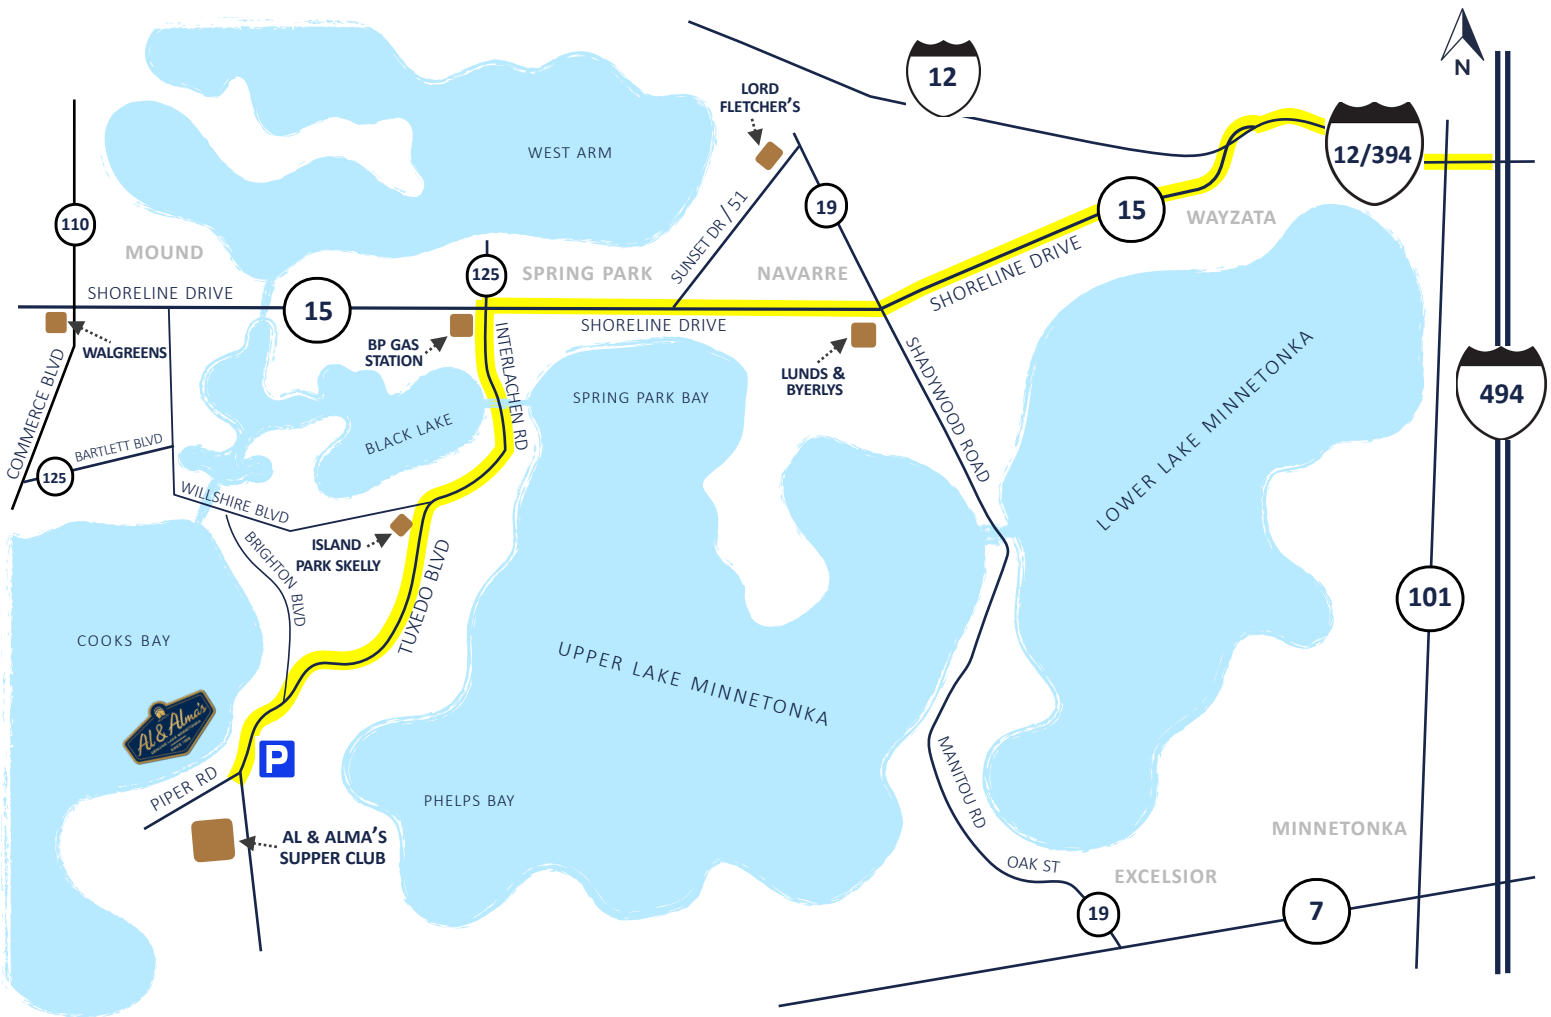 12
N
LORD
FLETCHER'S
12/394
WEST ARM
19
15
WAYZATA
110
MOUND
SUNSET DR / 51
125
SPRING PARK
NAVARRE
SHORELINE DRIVE
SHORELINE DRIVE
15
SHORELINE DRIVE
WALGREENS
BP GAS
STATION
INTERLACHEN RD
LUNDS &
BYERLYS
SHADYWOOD ROAD
LOWER LAKE MINNETONKA
494
COMMERCE BLVD
SPRING PARK BAY
BLACK LAKE
BARTLETT BLVD
125
WILLSHIRE BLVD
ISLAND
PARK SKELLY
BRIGHTON BLVD
TUXEDO BLVD
101
COOKS BAY
UPPER LAKE MINNETONKA
Al & Alma's
P
PIPER RD
PHELPS BAY
MANITOU RD
AL & ALMA'S
SUPPER CLUB
MINNETONKA
OAK ST
EXCELSIOR
19
7